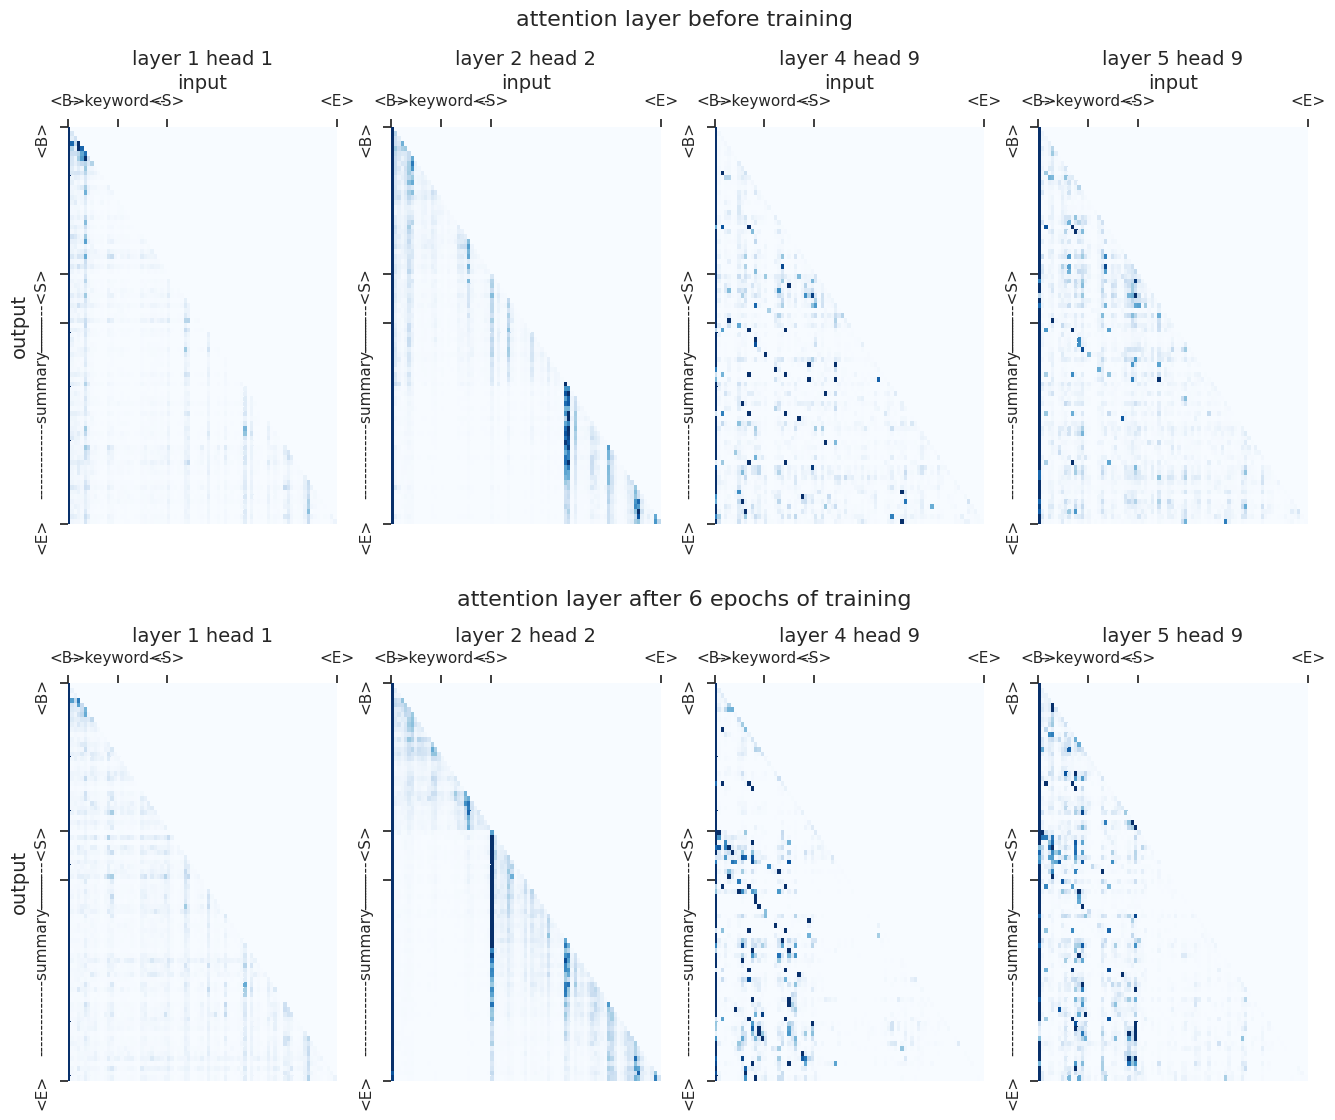 attention layer before training
layer 1 head 1
input
layer 2 head 2
input
layer 4 head 9
input
layer 5 head 9
input
<B>--keyword--<S> <E>
<B>--keyword--<S> <E>
<B>--keyword--<S> <E>
<B>--keyword--<S> <E>
output
<B>
<S>
summary
<E>
<B>
<S>
summary
<E>
<B>
<S>
summary
<E>
<B>
<S>
summary
<E>
attention layer after 6 epochs of training
layer 1 head 1
layer 2 head 2
layer 4 head 9
layer 5 head 9
<B>--keyword--<S> <E>
<B>--keyword--<S> <E>
<B>--keyword--<S> <E>
<B>--keyword--<S> <E>
output
<B>
<S>
summary
<E>
<B>
<S>
summary
<E>
<B>
<S>
summary
<E>
<B>
<S>
summary
<E>